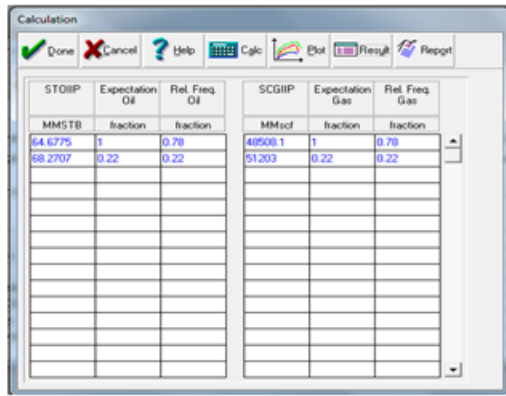 Calculation
Done Cancel Help Calc Plot Result Report
STOIIP Expectation Oil Rel. Freq. Oil SCGIIP Expectation Gas Rel. Freq. Gas
MMSTB fraction fraction MMscf fraction fraction
64.6775 1 0.78 48508.1 1 0.78
68.2707 0.22 0.22 51203 0.22 0.22